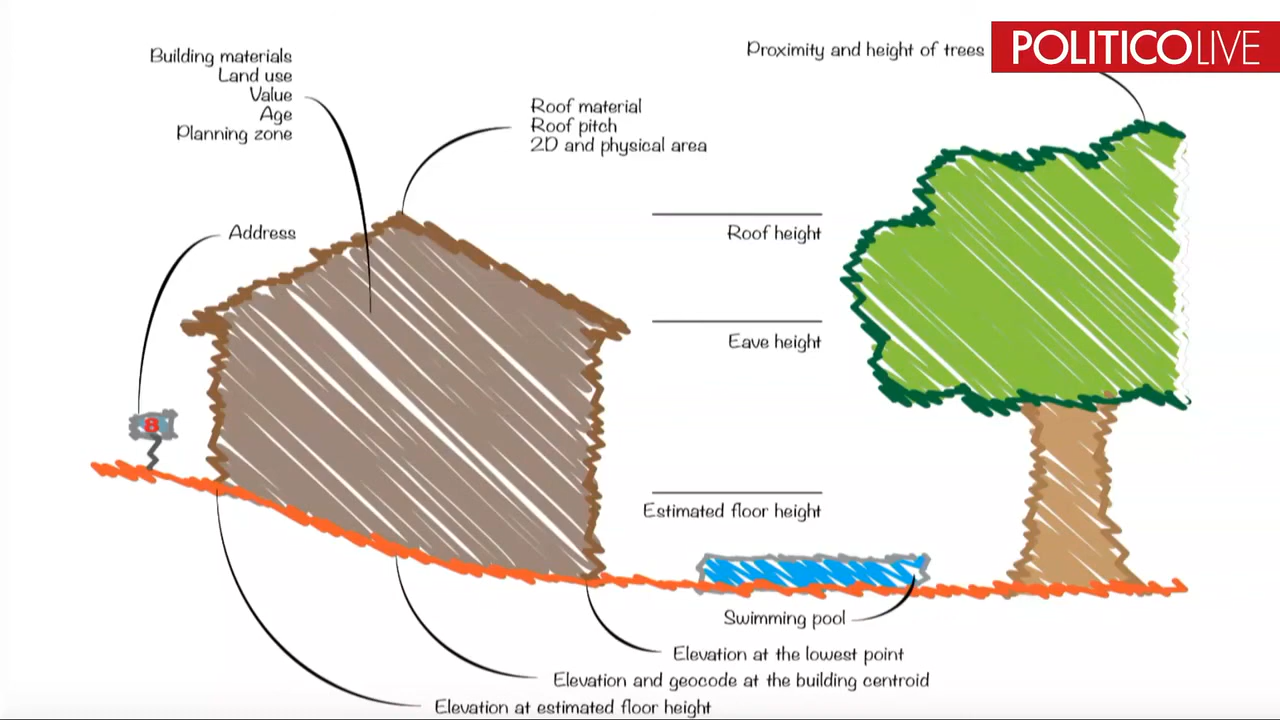 Building materials
Land use
Value
Age
Planning zone
Proximity and height of trees
POLITICOLIVE
Roof material
Roof pitch
2D and physical area
Address
Roof height
Eave height
8
Estimated floor height
Swimming pool
Elevation at the lowest point
Elevation and geocode at the building centroid
Elevation at estimated floor height